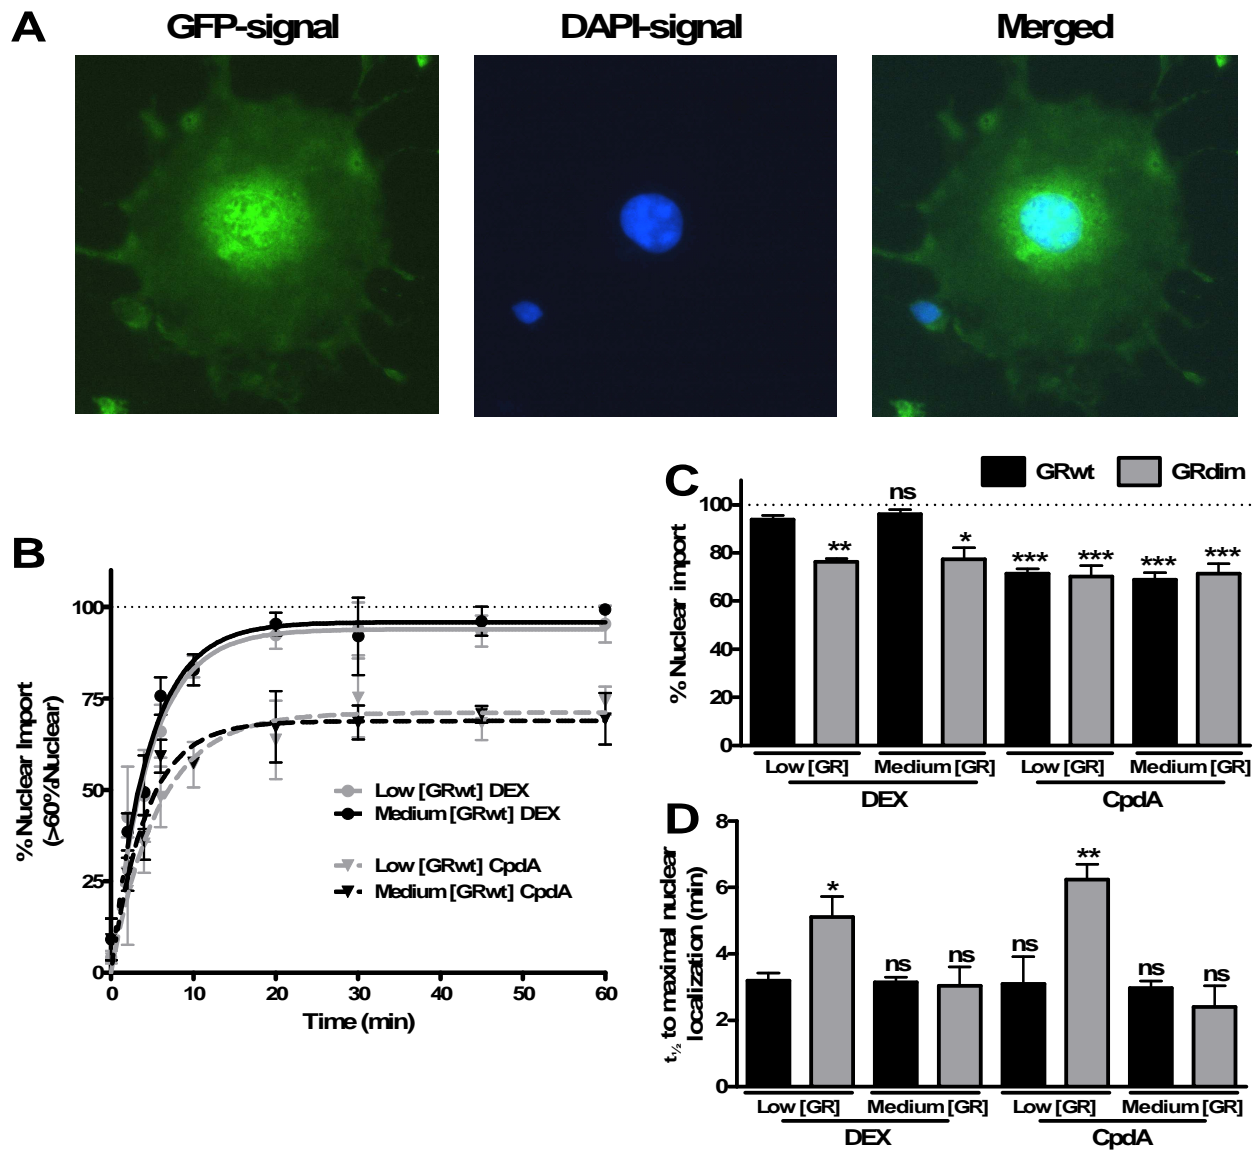 A
GFP-signal
DAPI-signal
Merged
B
% Nuclear Import
(>60%Nuclear)
100
75
50
25
0
0
10
20
30
40
50
60
Time (min)
Low [GRwt] DEX
Medium [GRwt] DEX
Low [GRwt] CpdA
Medium [GRwt] CpdA
C
GRwt
GRdim
% Nuclear import
100
80
60
40
20
0
**
ns
*
***
***
***
***
Low [GR]
Medium [GR]
Low [GR]
Medium [GR]
DEX
CpdA
D
t½ to maximal nuclear
localization (min)
8
6
4
2
0
*
ns
ns
ns
**
ns
ns
Low [GR]
Medium [GR]
Low [GR]
Medium [GR]
DEX
CpdA